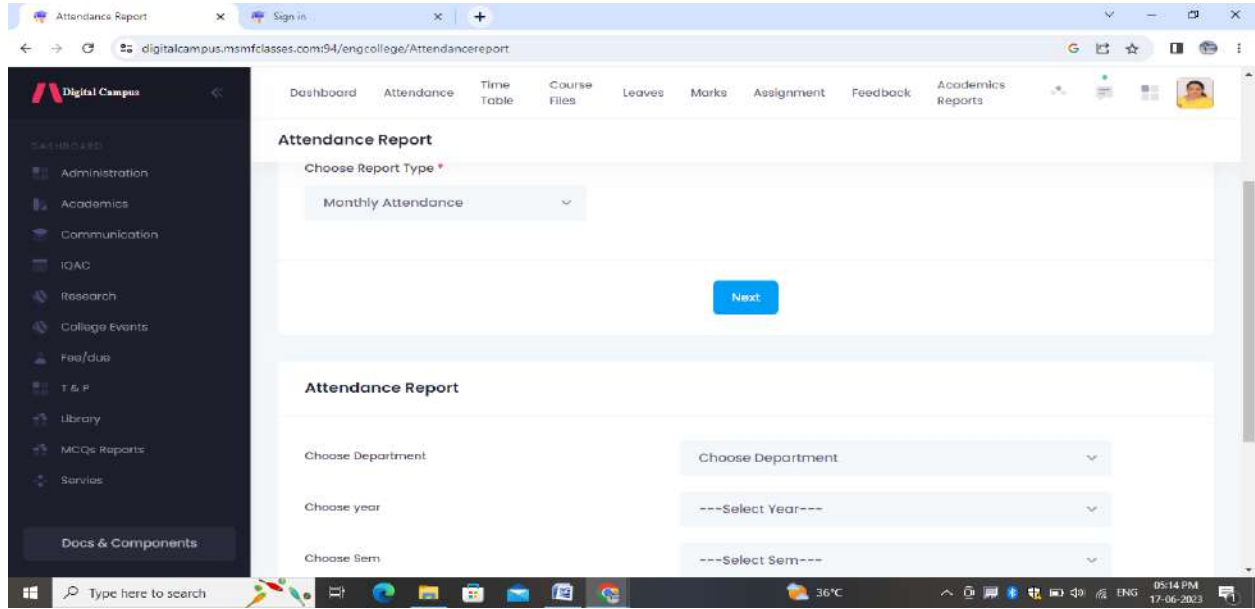 Attendance Report
Sign in
digitalcampus.msmfclasses.com:94/engcollege/Attendancereport
G
Digital Campus
Dashboard Attendance Time Table Course Files Leaves Marks Assignment Feedback Academics Reports
DASHBOARD
Administration
Academics
Communication
IQAC
Research
College Events
Fee/due
T & P
Library
MCQs Reports
Servies
Docs & Components
Attendance Report
Choose Report Type *
Monthly Attendance
Next
Attendance Report
Choose Department Choose Department
Choose year ---Select Year---
Choose Sem ---Select Sem---
Type here to search
36°C
ENG
05:14 PM
17-06-2023